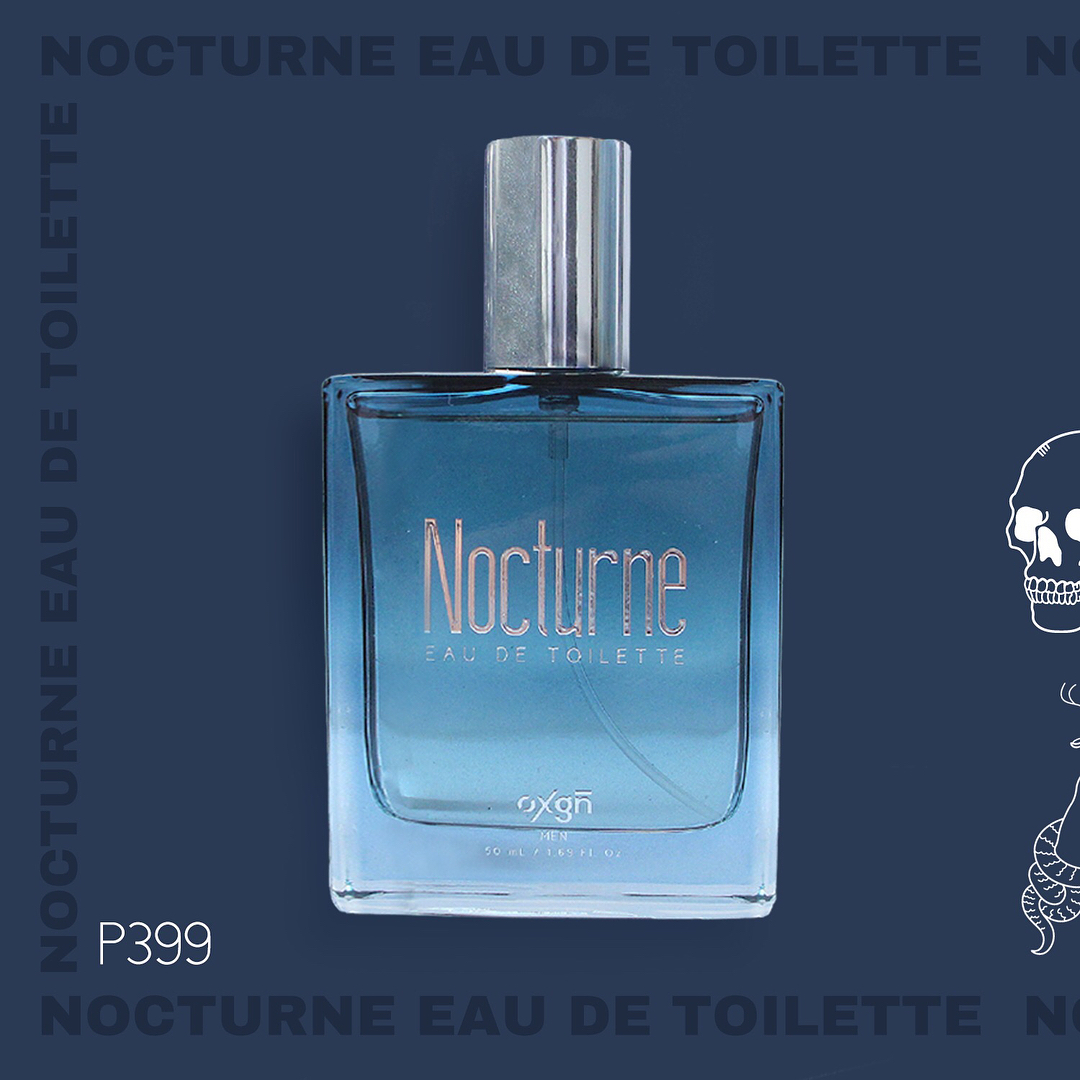 NOCTURNE EAU DE TOILETTE NO
NOCTURNE EAU DE TOILETTE
Nocturne
EAU DE TOILETTE
oxgn̄
MEN
50 mL / 1.69 FL Oz
P399
NOCTURNE EAU DE TOILETTE NO